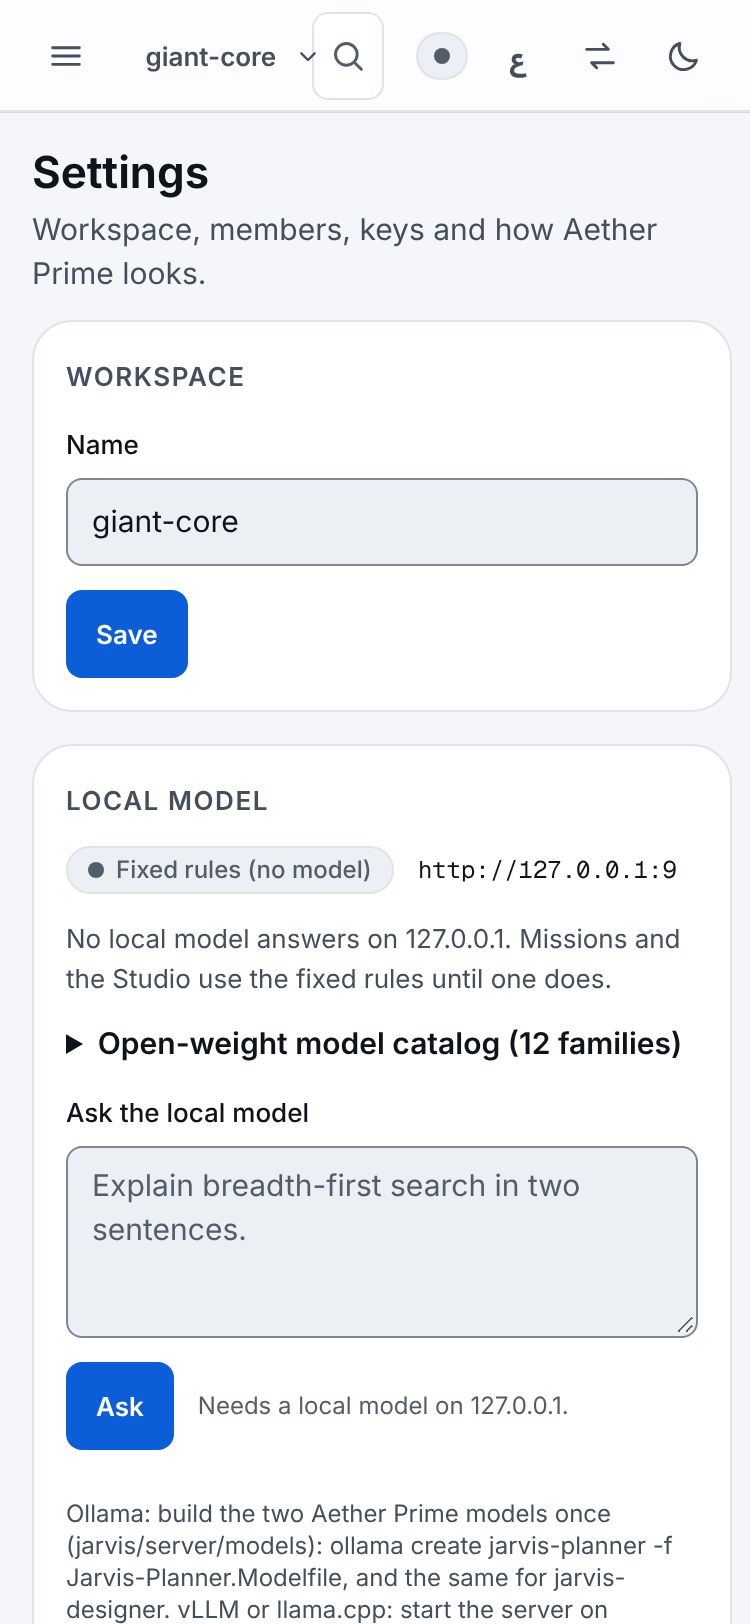 giant-core
ع
Settings
Workspace, members, keys and how Aether
Prime looks.
WORKSPACE
Name
giant-core
Save
LOCAL MODEL
Fixed rules (no model) http://127.0.0.1:9
No local model answers on 127.0.0.1. Missions and
the Studio use the fixed rules until one does.
Open-weight model catalog (12 families)
Ask the local model
Explain breadth-first search in two
sentences.
Ask Needs a local model on 127.0.0.1.
Ollama: build the two Aether Prime models once
(jarvis/server/models): ollama create jarvis-planner -f
Jarvis-Planner.Modelfile, and the same for jarvis-
designer. vLLM or llama.cpp: start the server on